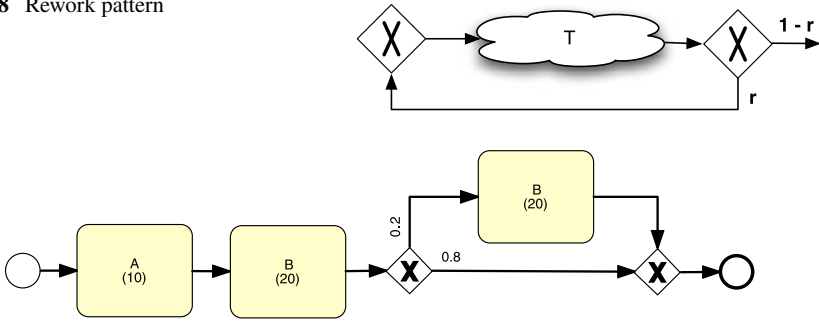 8 Rework pattern
X
T
X
1 - r
r
B
(20)
0.2
A
(10)
B
(20)
X
0.8
X